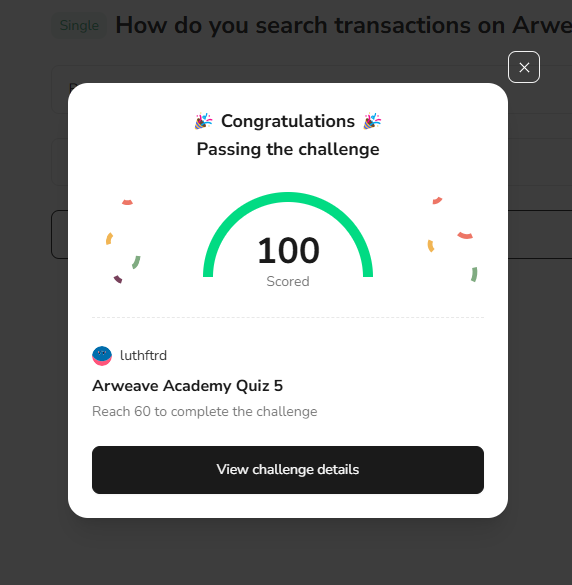 Single How do you search transactions on Arwe
Congratulations
Passing the challenge
100
Scored
luthftrd
Arweave Academy Quiz 5
Reach 60 to complete the challenge
View challenge details